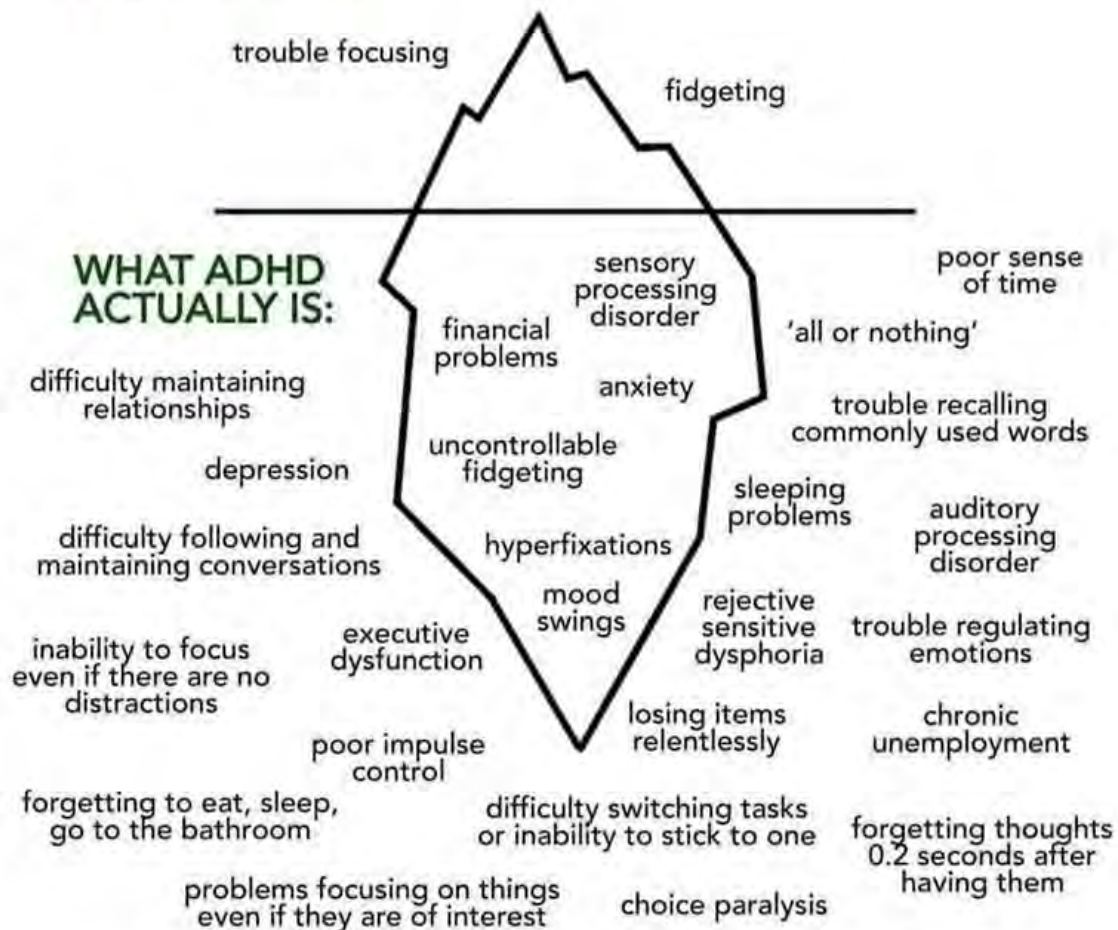 trouble focusing
fidgeting
WHAT ADHD
ACTUALLY IS:
sensory
processing
disorder
poor sense
of time
financial
problems
'all or nothing'
difficulty maintaining
relationships
anxiety
trouble recalling
commonly used words
depression
uncontrollable
fidgeting
sleeping
problems
auditory
processing
disorder
difficulty following and
maintaining conversations
hyperfixations
mood
swings
rejective
sensitive
dysphoria
trouble regulating
emotions
inability to focus
even if there are no
distractions
executive
dysfunction
losing items
relentlessly
chronic
unemployment
poor impulse
control
forgetting to eat, sleep,
go to the bathroom
difficulty switching tasks
or inability to stick to one
forgetting thoughts
0.2 seconds after
having them
problems focusing on things
even if they are of interest
choice paralysis